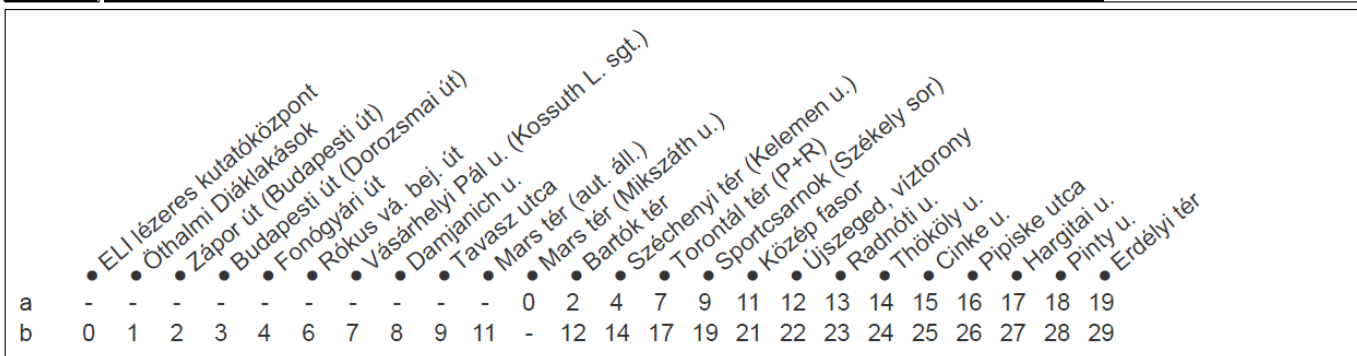 ELI lézeres kutatóközpont
Öthalmi Diáklakások
Zápor út (Budapesti út)
Budapesti út (Dorozsmai út)
Fonógyári út
Rókus vá. bej. út
Vásárhelyi Pál u. (Kossuth L. sgt.)
Damjanich u.
Tavasz utca
Mars tér (aut. áll.)
Mars tér (Mikszáth u.)
Bartók tér
Széchenyi tér (Kelemen u.)
Torontál tér (P+R)
Sportcsarnok (Székely sor)
Közép fasor
Újszeged, víztorony
Radnóti u.
Thököly u.
Cinke u.
Pipiske utca
Hargitai u.
Pinty u.
Erdélyi tér
a - - - - - - - - - - 0 2 4 7 9 11 12 13 14 15 16 17 18 19
b 0 1 2 3 4 6 7 8 9 11 - 12 14 17 19 21 22 23 24 25 26 27 28 29